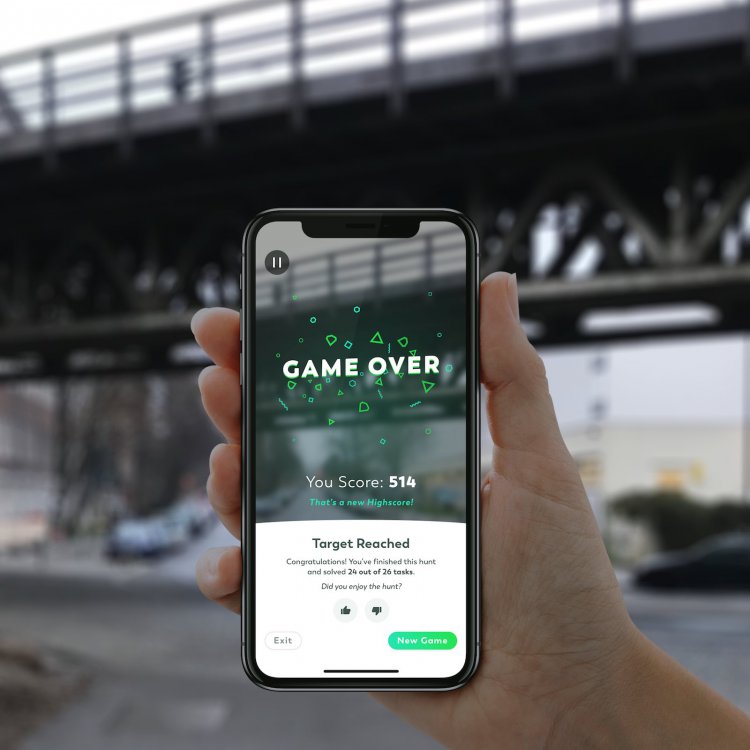 GAME OVER
You Score: 514
That's a new Highscore!
Target Reached
Congratulations! You've finished this hunt
and solved 24 out of 26 tasks.
Did you enjoy the hunt?
Exit
New Game